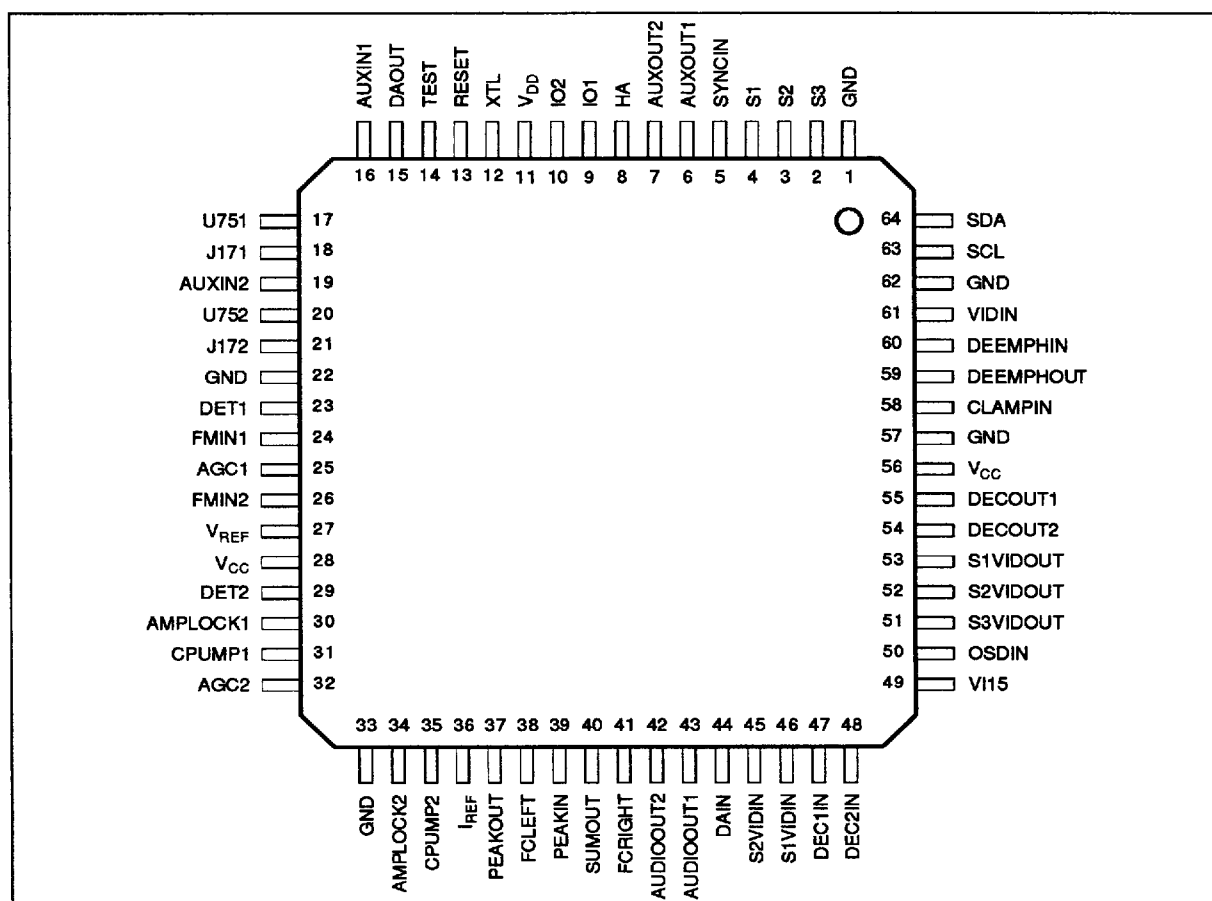 AUXIN1 DAOUT TEST RESET XTL VDD IO2 IO1 HA AUXOUT2 AUXOUT1 SYNCIN S1 S2 S3 GND
16 15 14 13 12 11 10 9 8 7 6 5 4 3 2 1
U751 17
J171 18
AUXIN2 19
U752 20
J172 21
GND 22
DET1 23
FMIN1 24
AGC1 25
FMIN2 26
VREF 27
VCC 28
DET2 29
AMPLOCK1 30
CPUMP1 31
AGC2 32
64 SDA
63 SCL
62 GND
61 VIDIN
60 DEEMPHIN
59 DEEMPHOUT
58 CLAMPIN
57 GND
56 VCC
55 DECOUT1
54 DECOUT2
53 S1VIDOUT
52 S2VIDOUT
51 S3VIDOUT
50 OSDIN
49 VI15
33 34 35 36 37 38 39 40 41 42 43 44 45 46 47 48
GND AMPLOCK2 CPUMP2 IREF PEAKOUT FCLEFT PEAKIN SUMOUT FCRIGHT AUDIOOUT2 AUDIOOUT1 DAIN S2VIDIN S1VIDIN DEC1IN DEC2IN